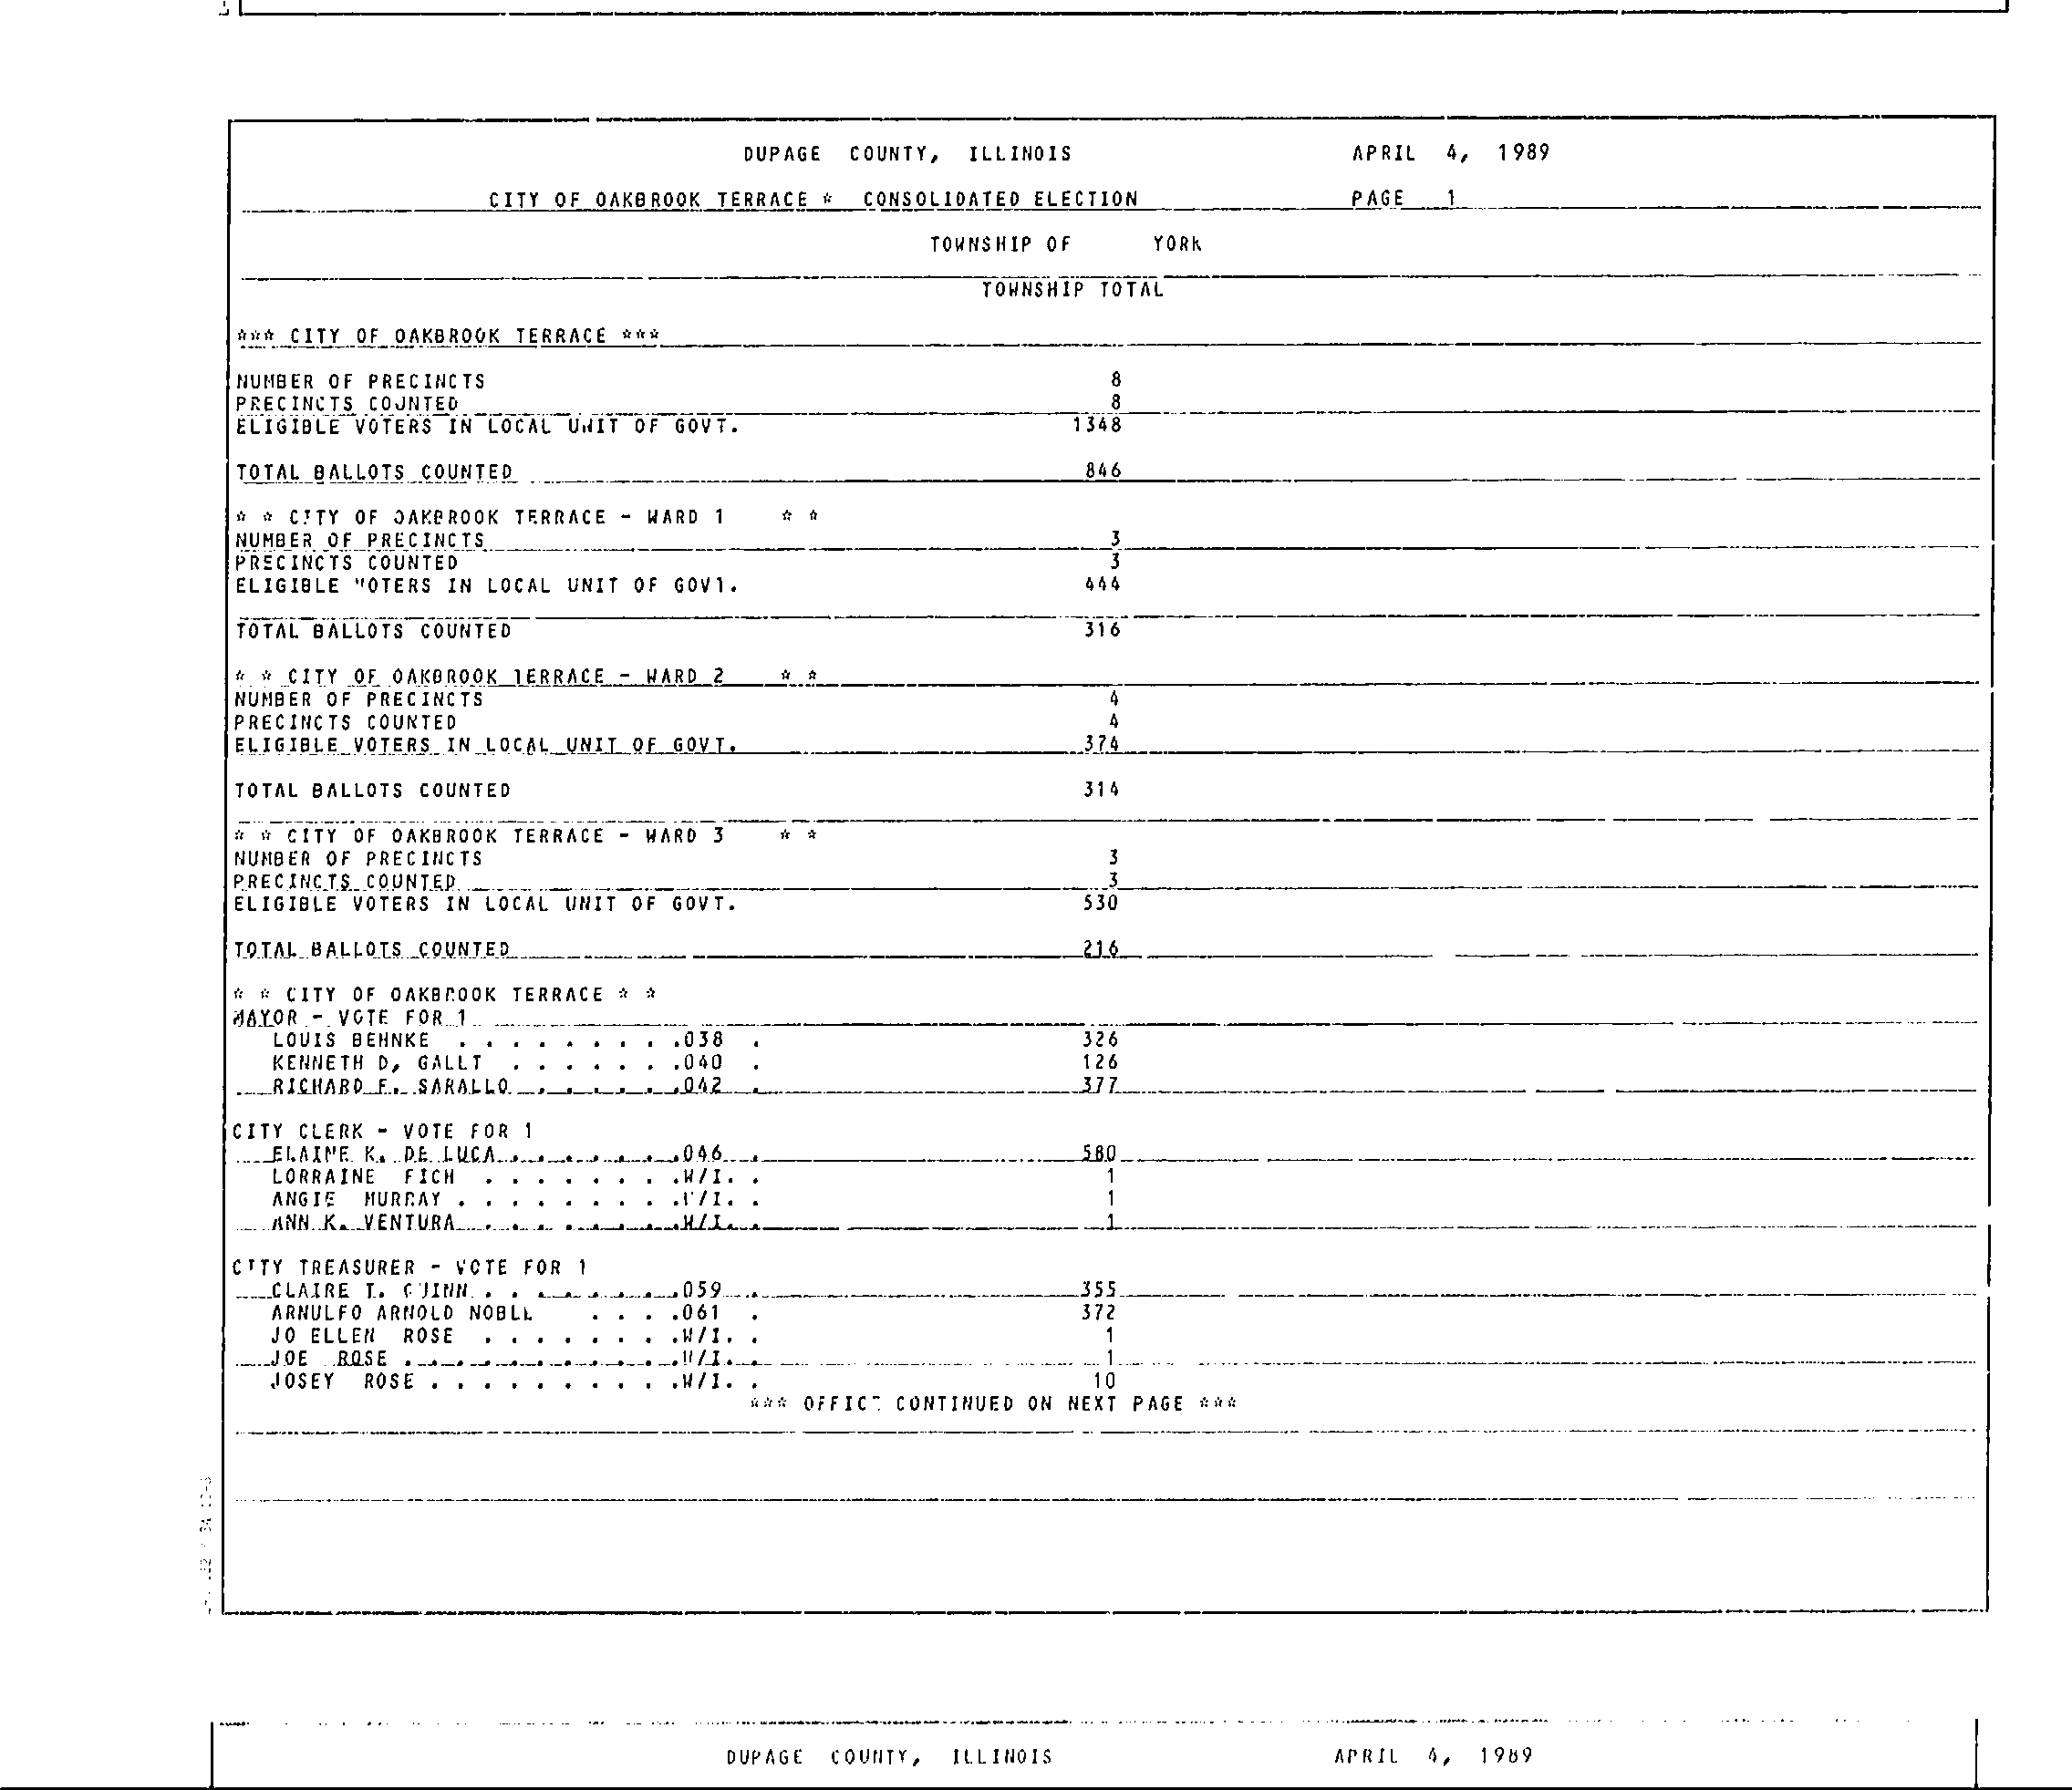 DUPAGE COUNTY, ILLINOIS APRIL 4, 1989
CITY OF OAKBROOK TERRACE * CONSOLIDATED ELECTION PAGE 1
TOWNSHIP OF YORK
TOWNSHIP TOTAL
*** CITY OF OAKBROOK TERRACE ***
NUMBER OF PRECINCTS 8
PRECINCTS COUNTED 8
ELIGIBLE VOTERS IN LOCAL UNIT OF GOVT. 1348
TOTAL BALLOTS COUNTED 846
* * CITY OF OAKBROOK TERRACE - WARD 1 * *
NUMBER OF PRECINCTS 3
PRECINCTS COUNTED 3
ELIGIBLE VOTERS IN LOCAL UNIT OF GOVT. 444
TOTAL BALLOTS COUNTED 316
* * CITY OF OAKBROOK TERRACE - WARD 2 * *
NUMBER OF PRECINCTS 4
PRECINCTS COUNTED 4
ELIGIBLE VOTERS IN LOCAL UNIT OF GOVT. 374
TOTAL BALLOTS COUNTED 314
* * CITY OF OAKBROOK TERRACE - WARD 3 * *
NUMBER OF PRECINCTS 3
PRECINCTS COUNTED 3
ELIGIBLE VOTERS IN LOCAL UNIT OF GOVT. 530
TOTAL BALLOTS COUNTED 216
* * CITY OF OAKBROOK TERRACE * *
MAYOR - VOTE FOR 1
LOUIS BEHNKE . . . . . . . . .038 . 326
KENNETH D. GALLT . . . . . . .040 . 126
RICHARD F. SARALLO . . . . . .042 . 377
CITY CLERK - VOTE FOR 1
ELAINE K. DE LUCA . . . . . . .046 . 580
LORRAINE FICH . . . . . . . .W/I. . 1
ANGIE MURRAY . . . . . . . . .W/I. . 1
ANN K. VENTURA . . . . . . . .W/I. . 1
CITY TREASURER - VOTE FOR 1
CLAIRE T. QUINN . . . . . . . .059 . 355
ARNULFO ARNOLD NOBLE . . . .061 . 372
JO ELLEN ROSE . . . . . . . .W/I. . 1
JOE ROSE . . . . . . . . . . .W/I. . 1
JOSEY ROSE . . . . . . . . . .W/I. . 10
*** OFFICE CONTINUED ON NEXT PAGE ***
DUPAGE COUNTY, ILLINOIS APRIL 4, 1989